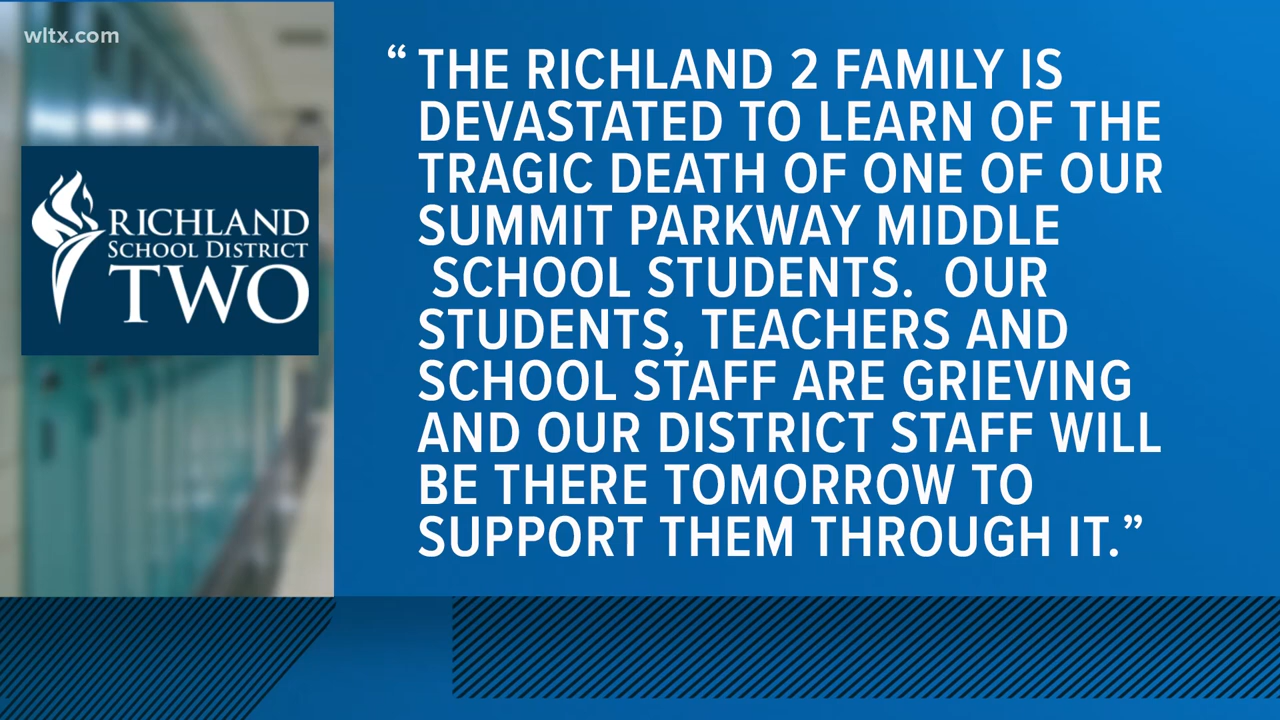 wltx.com
RICHLAND
SCHOOL DISTRICT
TWO
“ THE RICHLAND 2 FAMILY IS
DEVASTATED TO LEARN OF THE
TRAGIC DEATH OF ONE OF OUR
SUMMIT PARKWAY MIDDLE
SCHOOL STUDENTS. OUR
STUDENTS, TEACHERS AND
SCHOOL STAFF ARE GRIEVING
AND OUR DISTRICT STAFF WILL
BE THERE TOMORROW TO
SUPPORT THEM THROUGH IT.”